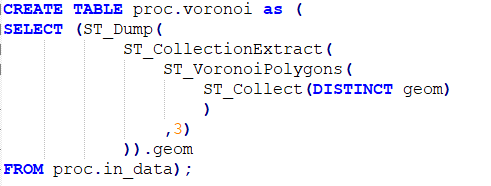 CREATE TABLE proc.voronoi as (
SELECT (ST_Dump(
ST_CollectionExtract(
ST_VoronoiPolygons(
ST_Collect(DISTINCT geom)
)
,3)
)).geom
FROM proc.in_data);